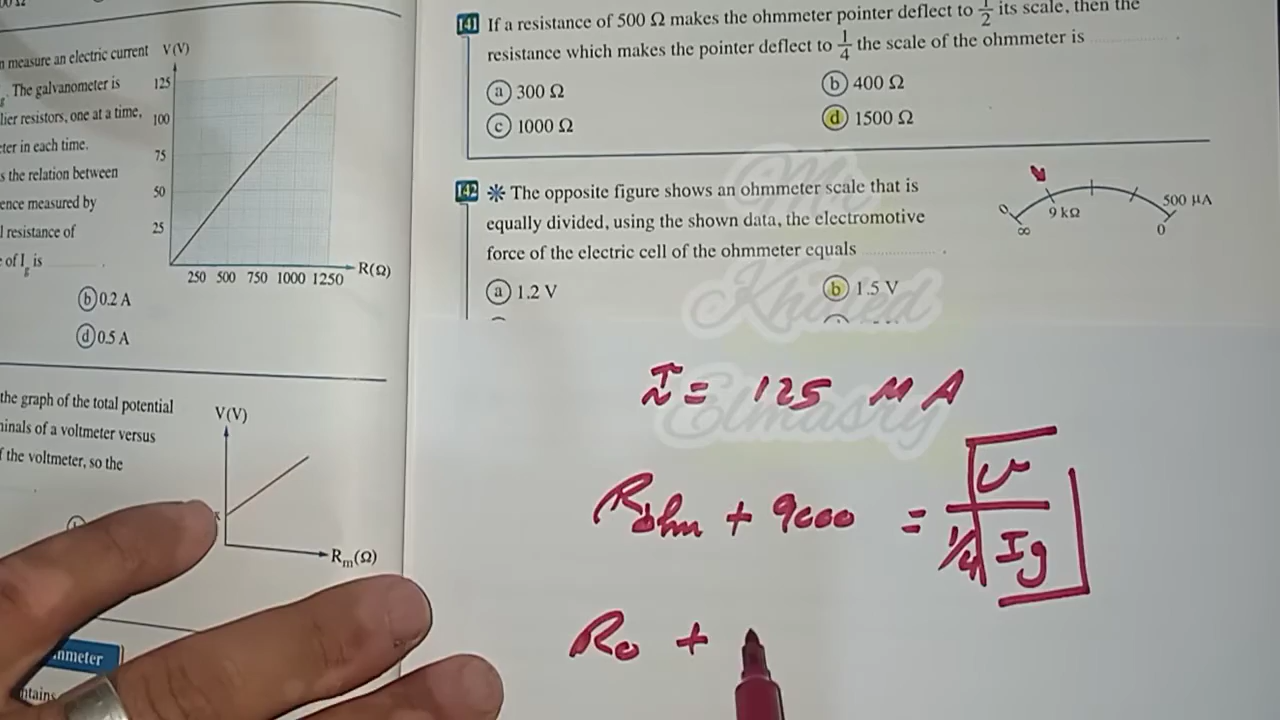 n measure an electric current
g. The galvanometer is
lier resistors, one at a time,
ter in each time.
s the relation between
ence measured by
l resistance of
of Ig is ............ .
b 0.2 A
d 0.5 A
V (V)
125
100
75
50
25
250 500 750 1000 1250 R(Ω)
the graph of the total potential
minals of a voltmeter versus
f the voltmeter, so the
V(V)
Rm(Ω)
nmeter
ntains
141 If a resistance of 500 Ω makes the ohmmeter pointer deflect to 1/2 its scale, then the
resistance which makes the pointer deflect to 1/4 the scale of the ohmmeter is .................... .
a 300 Ω
b 400 Ω
c 1000 Ω
d 1500 Ω
142 * The opposite figure shows an ohmmeter scale that is
equally divided, using the shown data, the electromotive
force of the electric cell of the ohmmeter equals .................... .
a 1.2 V
b 1.5 V
0
∞
9 kΩ
500 μA
0
Mr
Khaled
Elmasry
I = 125 μA
Rohm + 9000 = V / 1/4 Ig
Ro +